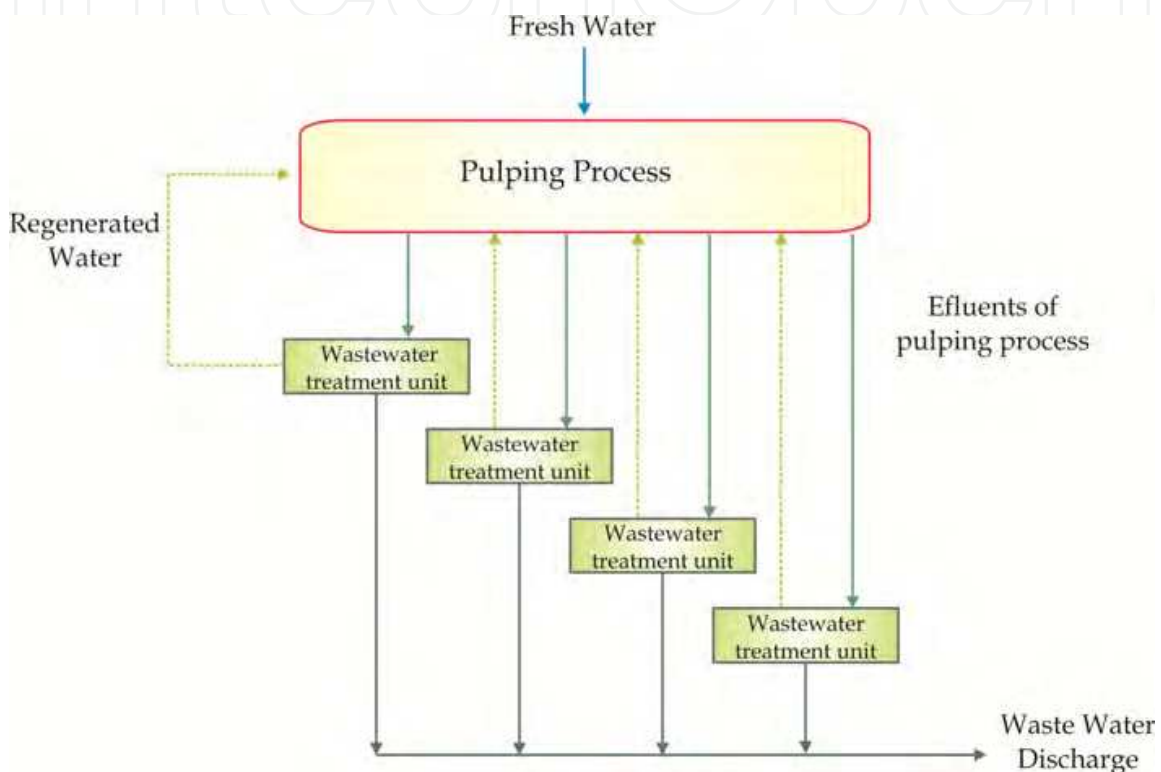 Fresh Water
Pulping Process
Regenerated
Water
Efluents of
pulping process
Wastewater
treatment unit
Wastewater
treatment unit
Wastewater
treatment unit
Wastewater
treatment unit
Waste Water
Discharge